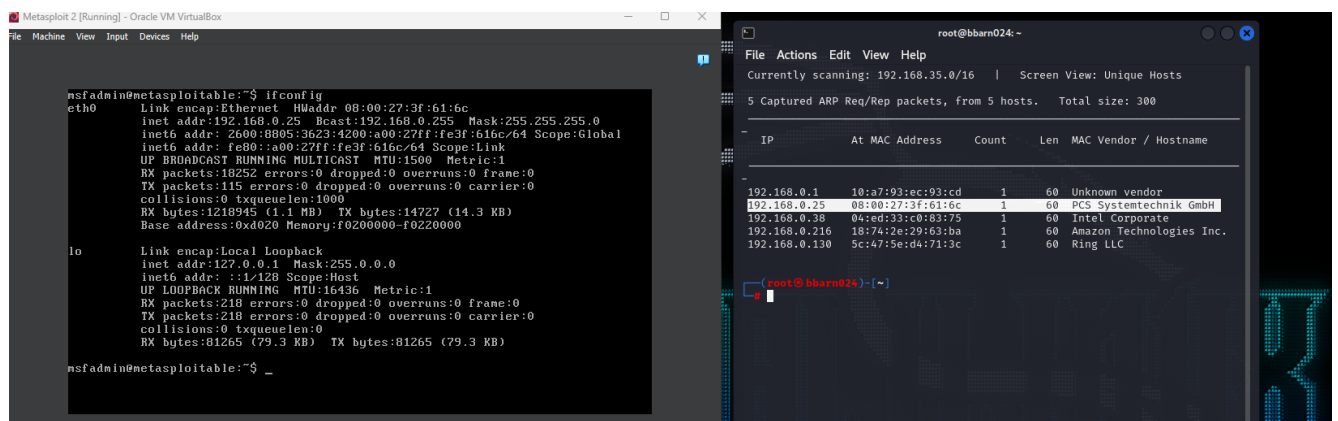 Metasploit 2 [Running] - Oracle VM VirtualBox
File Machine View Input Devices Help
msfadmin@metasploitable:~$ ifconfig
eth0 Link encap:Ethernet HWaddr 08:00:27:3f:61:6c
inet addr:192.168.0.25 Bcast:192.168.0.255 Mask:255.255.255.0
inet6 addr: 2600:8805:3623:4200:a00:27ff:fe3f:616c/64 Scope:Global
inet6 addr: fe80::a00:27ff:fe3f:616c/64 Scope:Link
UP BROADCAST RUNNING MULTICAST MTU:1500 Metric:1
RX packets:18252 errors:0 dropped:0 overruns:0 frame:0
TX packets:115 errors:0 dropped:0 overruns:0 carrier:0
collisions:0 txqueuelen:1000
RX bytes:1218945 (1.1 MB) TX bytes:14727 (14.3 KB)
Base address:0xd020 Memory:f0200000-f0220000
lo Link encap:Local Loopback
inet addr:127.0.0.1 Mask:255.0.0.0
inet6 addr: ::1/128 Scope:Host
UP LOOPBACK RUNNING MTU:16436 Metric:1
RX packets:218 errors:0 dropped:0 overruns:0 frame:0
TX packets:218 errors:0 dropped:0 overruns:0 carrier:0
collisions:0 txqueuelen:0
RX bytes:81265 (79.3 KB) TX bytes:81265 (79.3 KB)
msfadmin@metasploitable:~$ _
root@bbarn024: ~
File Actions Edit View Help
Currently scanning: 192.168.35.0/16 | Screen View: Unique Hosts
5 Captured ARP Req/Rep packets, from 5 hosts. Total size: 300
IP At MAC Address Count Len MAC Vendor / Hostname
192.168.0.1 10:a7:93:ec:93:cd 1 60 Unknown vendor
192.168.0.25 08:00:27:3f:61:6c 1 60 PCS Systemtechnik GmbH
192.168.0.38 04:ed:33:c0:83:75 1 60 Intel Corporate
192.168.0.216 18:74:2e:29:63:ba 1 60 Amazon Technologies Inc.
192.168.0.130 5c:47:5e:d4:71:3c 1 60 Ring LLC
(root@bbarn024)-[~]
#